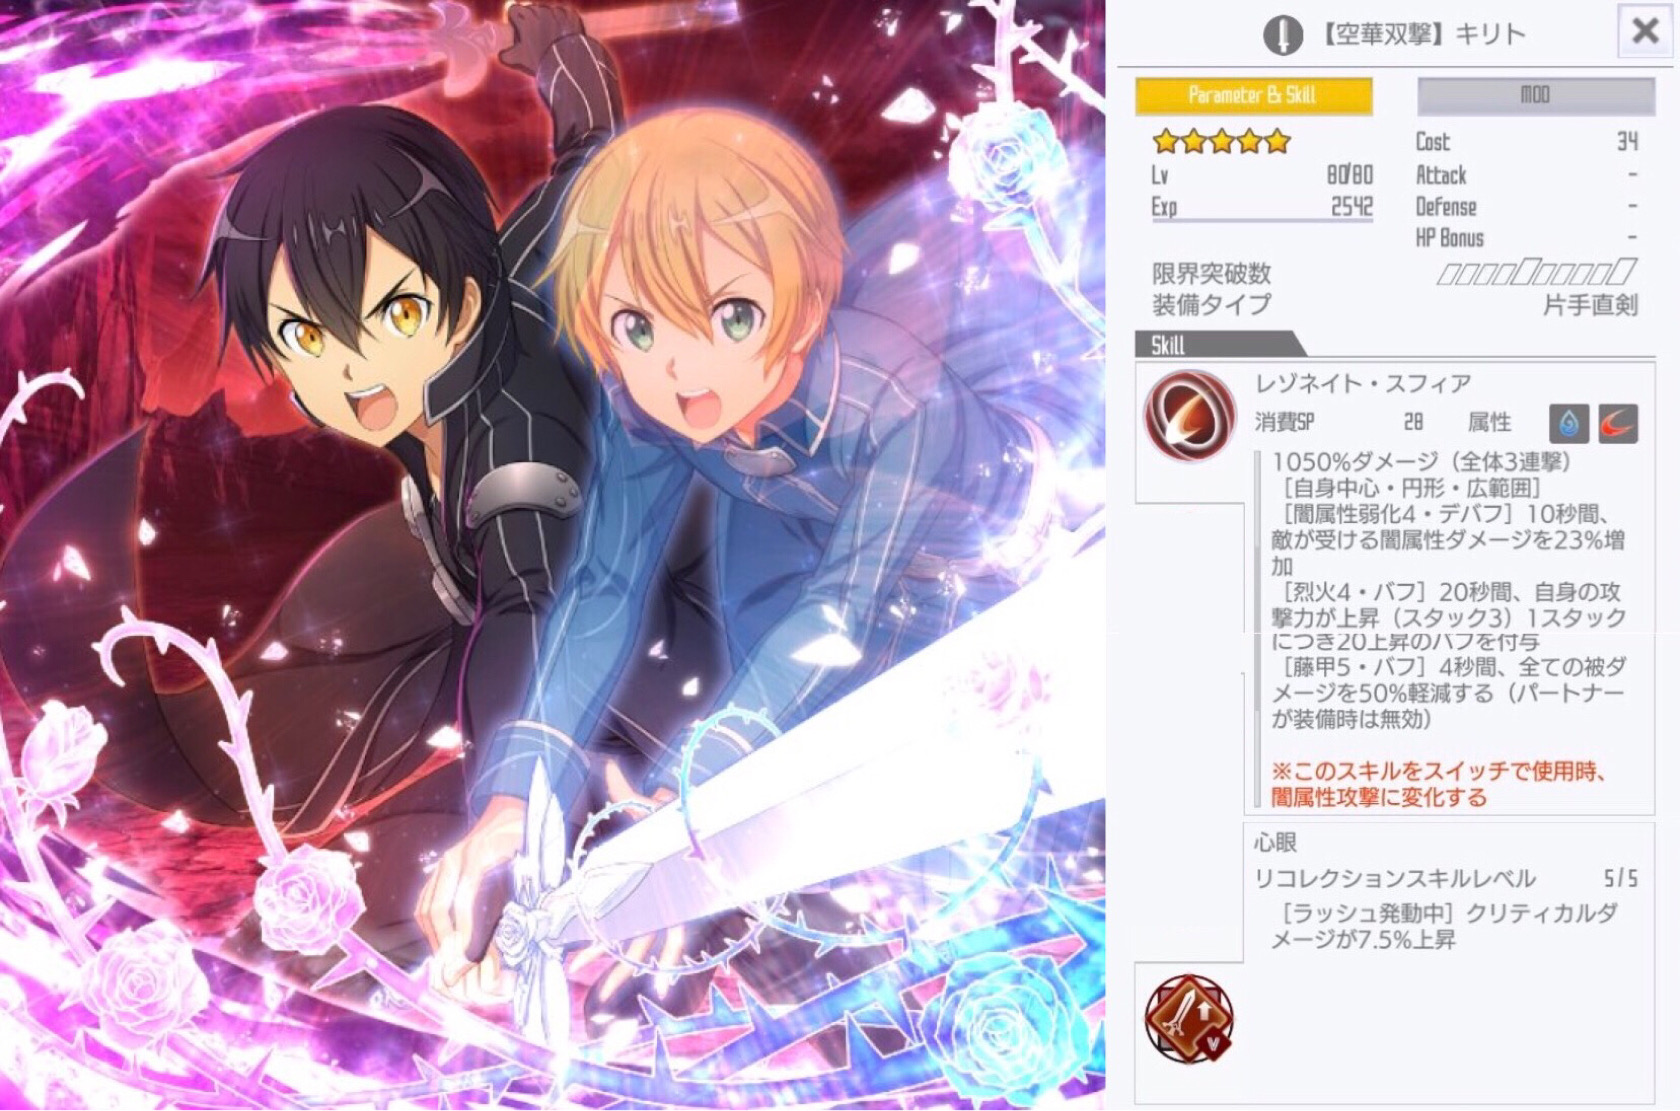 【空華双撃】キリト
Parameter & Skill
MOD
Lv 80/80
Exp 2542
Cost 34
Attack -
Defense -
HP Bonus -
限界突破数
装備タイプ 片手直剣
Skill
レゾネイト・スフィア
消費SP 28 属性
1050%ダメージ（全体3連撃）
［自身中心・円形・広範囲］
［闇属性弱化4・デバフ］10秒間、
敵が受ける闇属性ダメージを23%増
加
［烈火4・バフ］20秒間、自身の攻
撃力が上昇（スタック3）1スタック
につき20上昇のバフを付与
［藤甲5・バフ］4秒間、全ての被ダ
メージを50%軽減する（パートナー
が装備時は無効）
※このスキルをスイッチで使用時、
闇属性攻撃に変化する
心眼
リコレクションスキルレベル 5/5
［ラッシュ発動中］クリティカルダ
メージが7.5%上昇
V